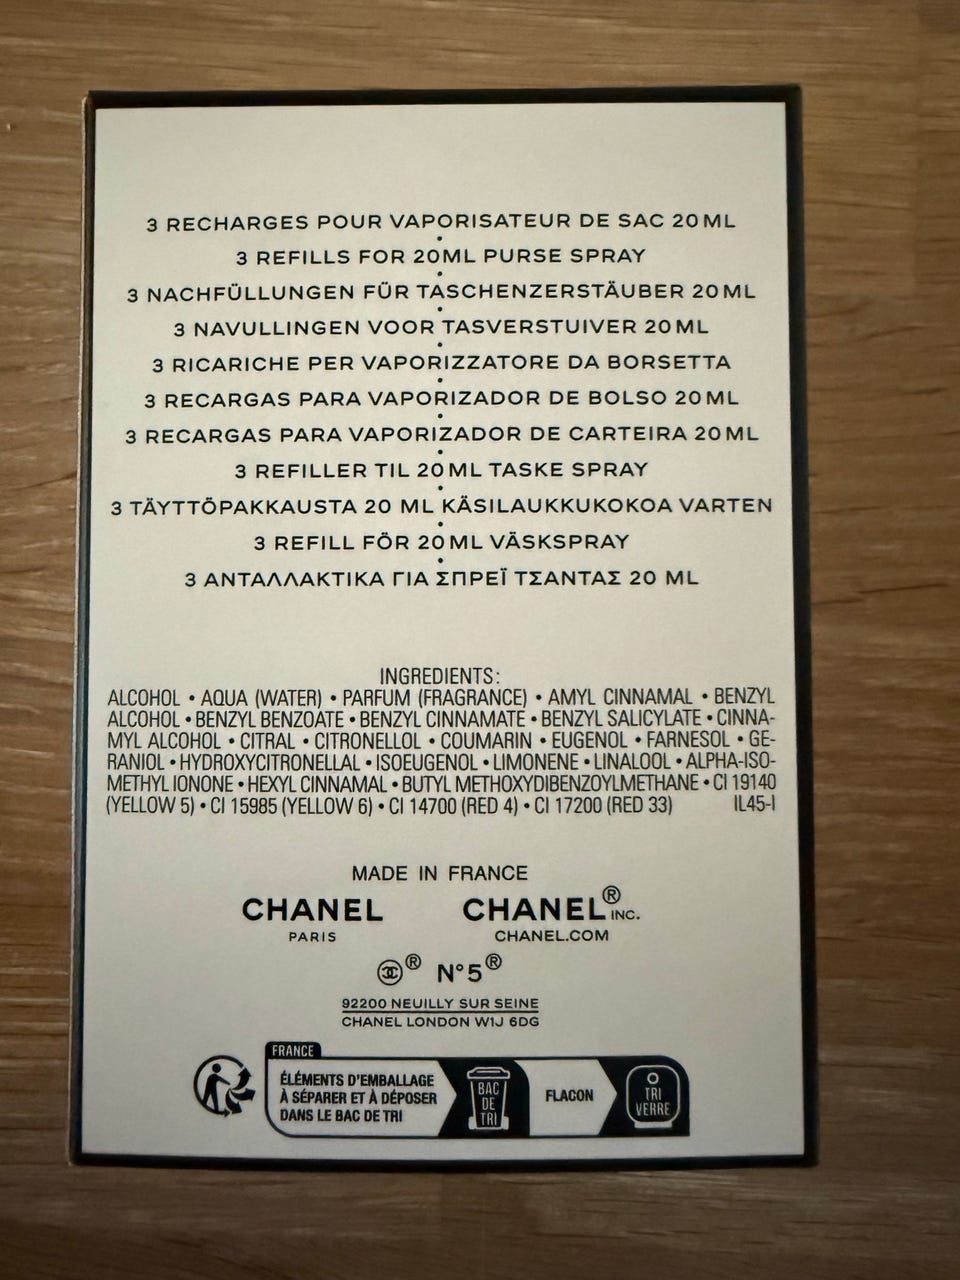 3 RECHARGES POUR VAPORISATEUR DE SAC 20 ML
•
3 REFILLS FOR 20ML PURSE SPRAY
•
3 NACHFÜLLUNGEN FÜR TASCHENZERSTÄUBER 20 ML
•
3 NAVULLINGEN VOOR TASVERSTUIVER 20 ML
•
3 RICARICHE PER VAPORIZZATORE DA BORSETTA
•
3 RECARGAS PARA VAPORIZADOR DE BOLSO 20 ML
•
3 RECARGAS PARA VAPORIZADOR DE CARTEIRA 20 ML
•
3 REFILLER TIL 20 ML TASKE SPRAY
•
3 TÄYTTÖPAKKAUSTA 20 ML KÄSILAUKKUKOKOA VARTEN
•
3 REFILL FÖR 20 ML VÄSKSPRAY
•
3 ΑΝΤΑΛΛΑΚΤΙΚΑ ΓΙΑ ΣΠΡΕΪ ΤΣΑΝΤΑΣ 20 ML
INGREDIENTS:
ALCOHOL • AQUA (WATER) • PARFUM (FRAGRANCE) • AMYL CINNAMAL • BENZYL
ALCOHOL • BENZYL BENZOATE • BENZYL CINNAMATE • BENZYL SALICYLATE • CINNA-
MYL ALCOHOL • CITRAL • CITRONELLOL • COUMARIN • EUGENOL • FARNESOL • GE-
RANIOL • HYDROXYCITRONELLAL • ISOEUGENOL • LIMONENE • LINALOOL • ALPHA-ISO-
METHYL IONONE • HEXYL CINNAMAL • BUTYL METHOXYDIBENZOYLMETHANE • CI 19140
(YELLOW 5) • CI 15985 (YELLOW 6) • CI 14700 (RED 4) • CI 17200 (RED 33) IL45-I
MADE IN FRANCE
CHANEL CHANEL® INC.
PARIS CHANEL.COM
® N°5®
92200 NEUILLY SUR SEINE
CHANEL LONDON W1J 6DG
FRANCE
ÉLÉMENTS D'EMBALLAGE
À SÉPARER ET À DÉPOSER
DANS LE BAC DE TRI
BAC
DE
TRI
FLACON
TRI
VERRE